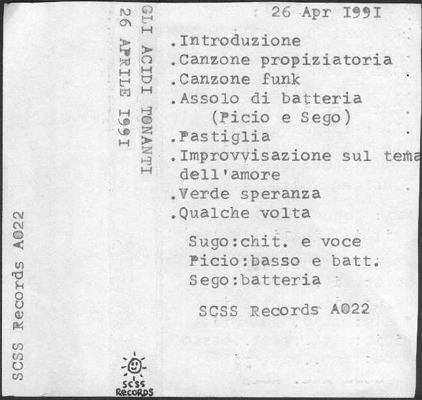 SCSS Records A022
GLI ACIDI TONANTI
26 APRILE I99I
SCSS
RECORDS
26 Apr I99I
.Introduzione
.Canzone propiziatoria
.Canzone funk
.Assolo di batteria
(Picio e Sego)
.Pastiglia
.Improvvisazione sul tema
dell'amore
.Verde speranza
.Qualche volta
Sugo:chit. e voce
Picio:basso e batt.
Sego:batteria
SCSS Records A022